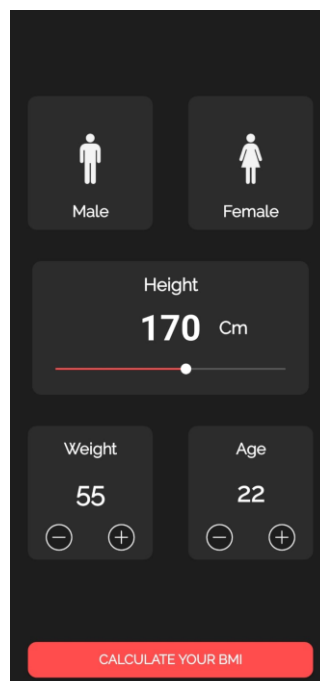 Male Female
Height
170 Cm
Weight Age
55 22
CALCULATE YOUR BMI